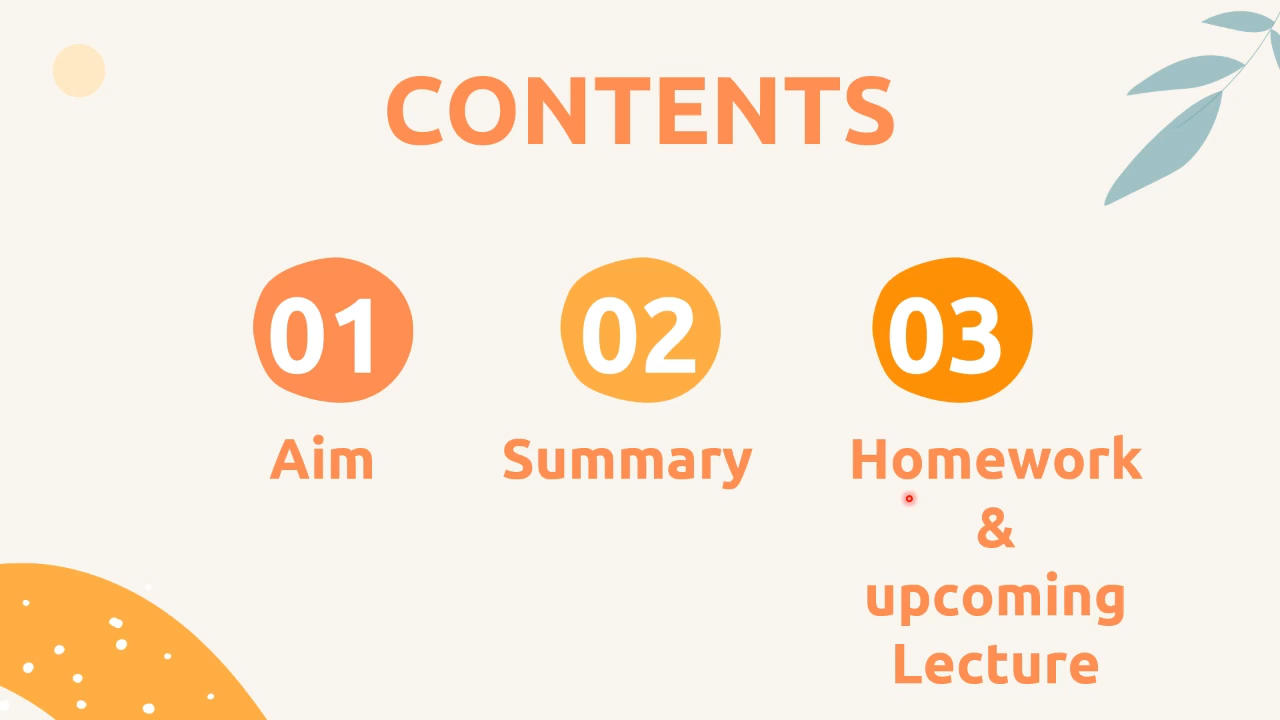 CONTENTS
01
Aim
02
Summary
03
Homework
&
upcoming
Lecture